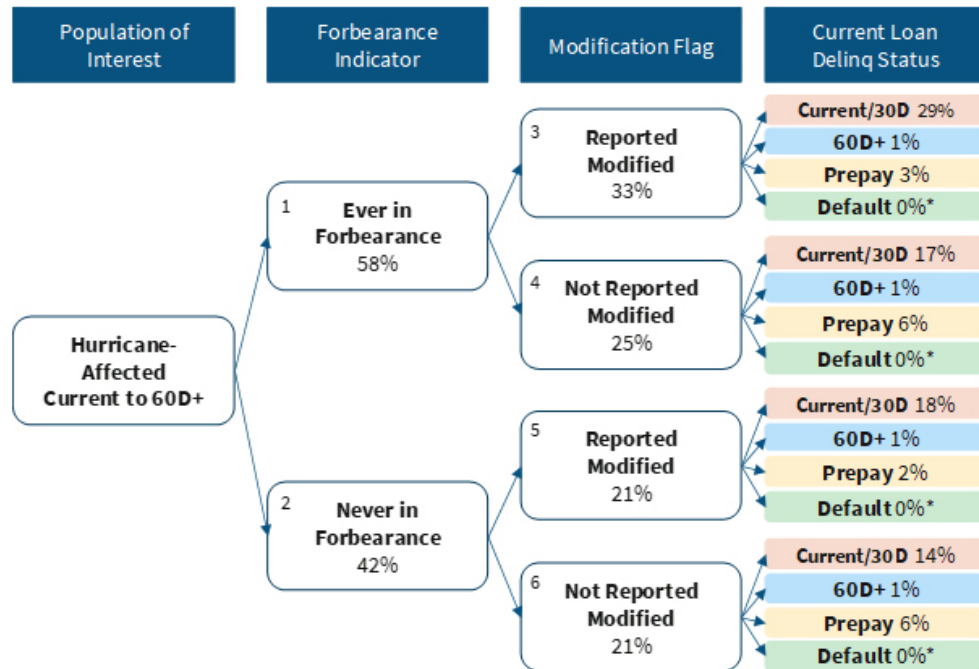 Population of
Interest
Forbearance
Indicator
Modification Flag
Current Loan
Delinq Status
Hurricane-
Affected
Current to 60D+
1
Ever in
Forbearance
58%
2
Never in
Forbearance
42%
3
Reported
Modified
33%
4
Not Reported
Modified
25%
5
Reported
Modified
21%
6
Not Reported
Modified
21%
Current/30D 29%
60D+ 1%
Prepay 3%
Default 0%*
Current/30D 17%
60D+ 1%
Prepay 6%
Default 0%*
Current/30D 18%
60D+ 1%
Prepay 2%
Default 0%*
Current/30D 14%
60D+ 1%
Prepay 6%
Default 0%*